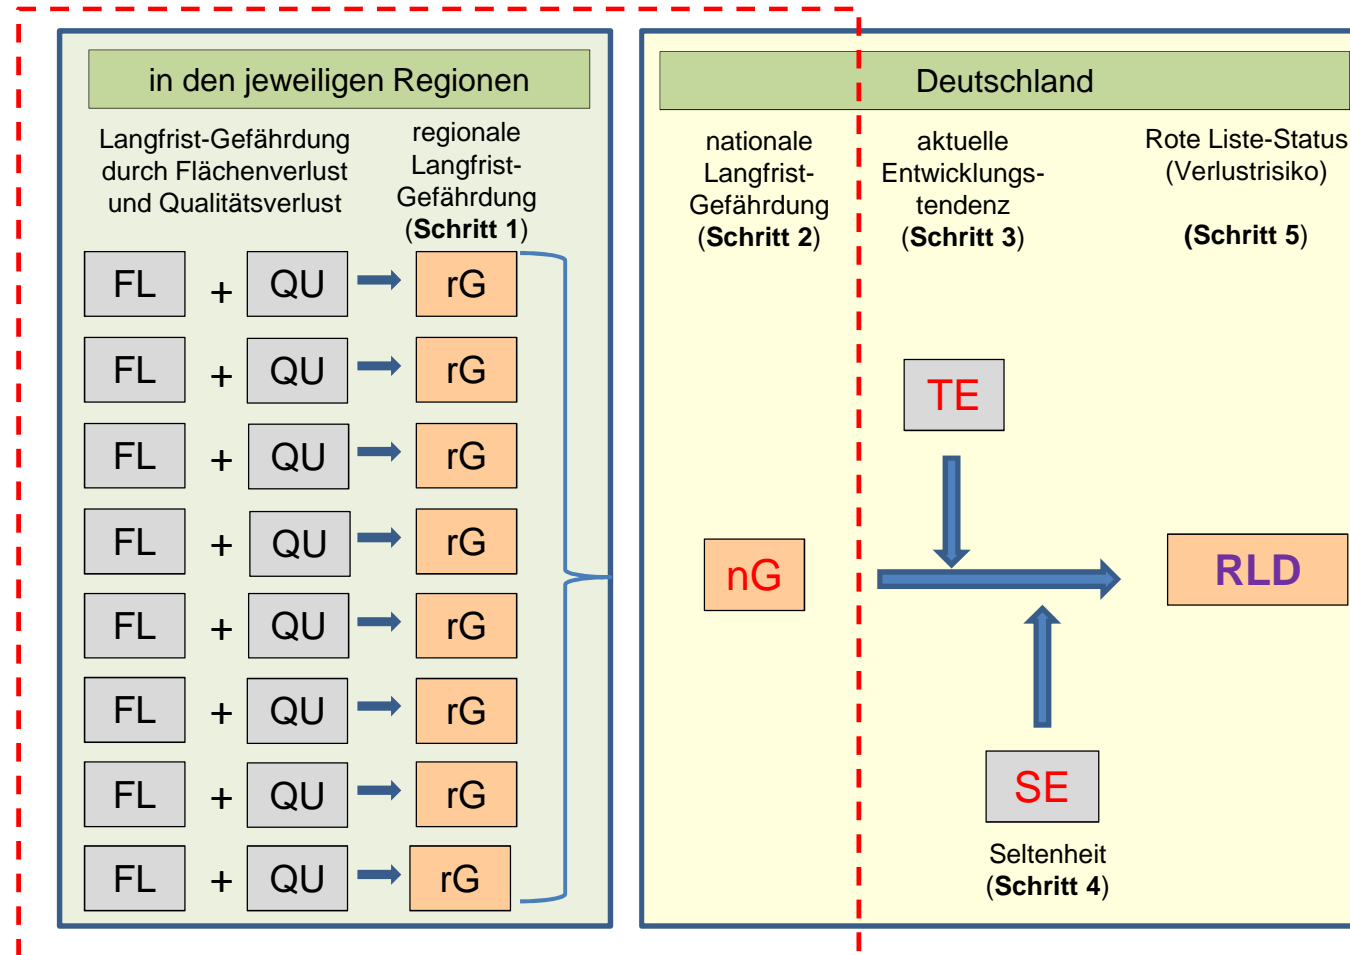 in den jeweiligen Regionen
Langfrist-Gefährdung
durch Flächenverlust
und Qualitätsverlust
regionale
Langfrist-
Gefährdung
(Schritt 1)
FL + QU rG
FL + QU rG
FL + QU rG
FL + QU rG
FL + QU rG
FL + QU rG
FL + QU rG
FL + QU rG
Deutschland
nationale
Langfrist-
Gefährdung
(Schritt 2)
aktuelle
Entwicklungs-
tendenz
(Schritt 3)
Rote Liste-Status
(Verlustrisiko)
(Schritt 5)
TE
nG
RLD
SE
Seltenheit
(Schritt 4)